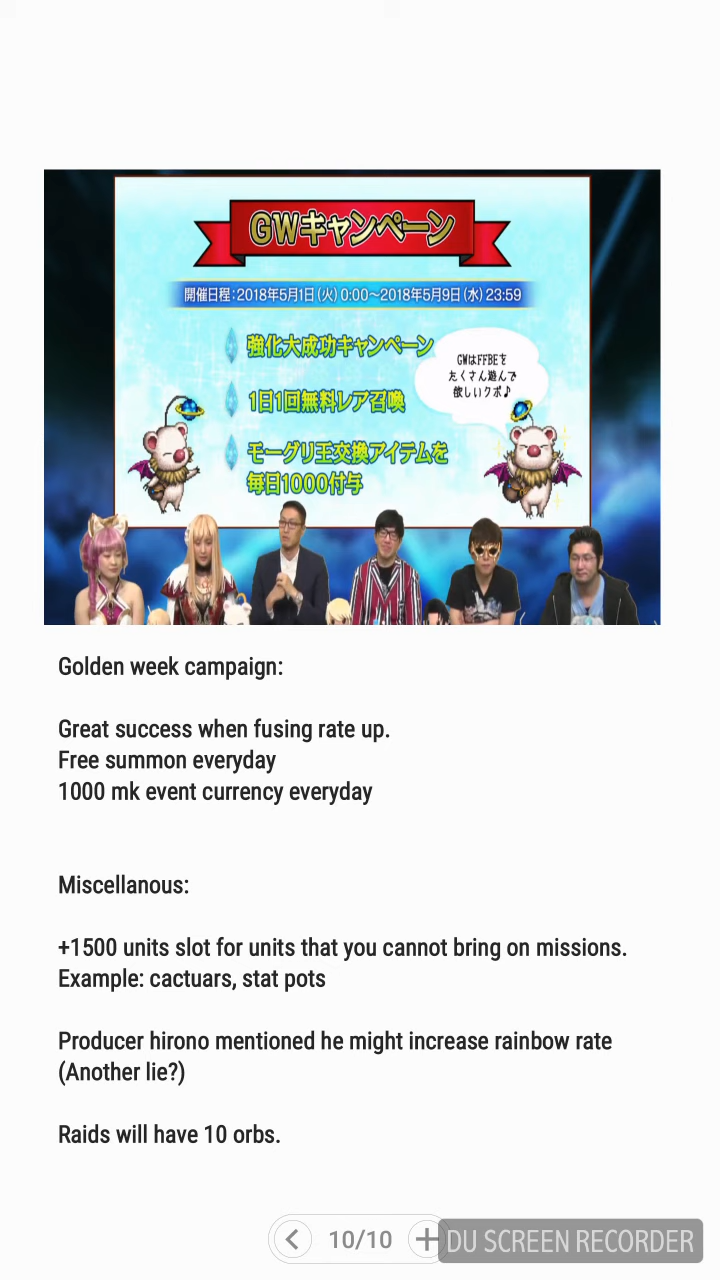 GWキャンペーン
開催日程:2018年5月1日(火)0:00~2018年5月9日(水)23:59
強化大成功キャンペーン
1日1回無料レア召喚
モーグリ王交換アイテムを
毎日1000付与
GWはFFBEを
たくさん遊んで
欲しいクポ♪
Golden week campaign:
Great success when fusing rate up.
Free summon everyday
1000 mk event currency everyday
Miscellanous:
+1500 units slot for units that you cannot bring on missions.
Example: cactuars, stat pots
Producer hirono mentioned he might increase rainbow rate
(Another lie?)
Raids will have 10 orbs.
10/10
DU SCREEN RECORDER